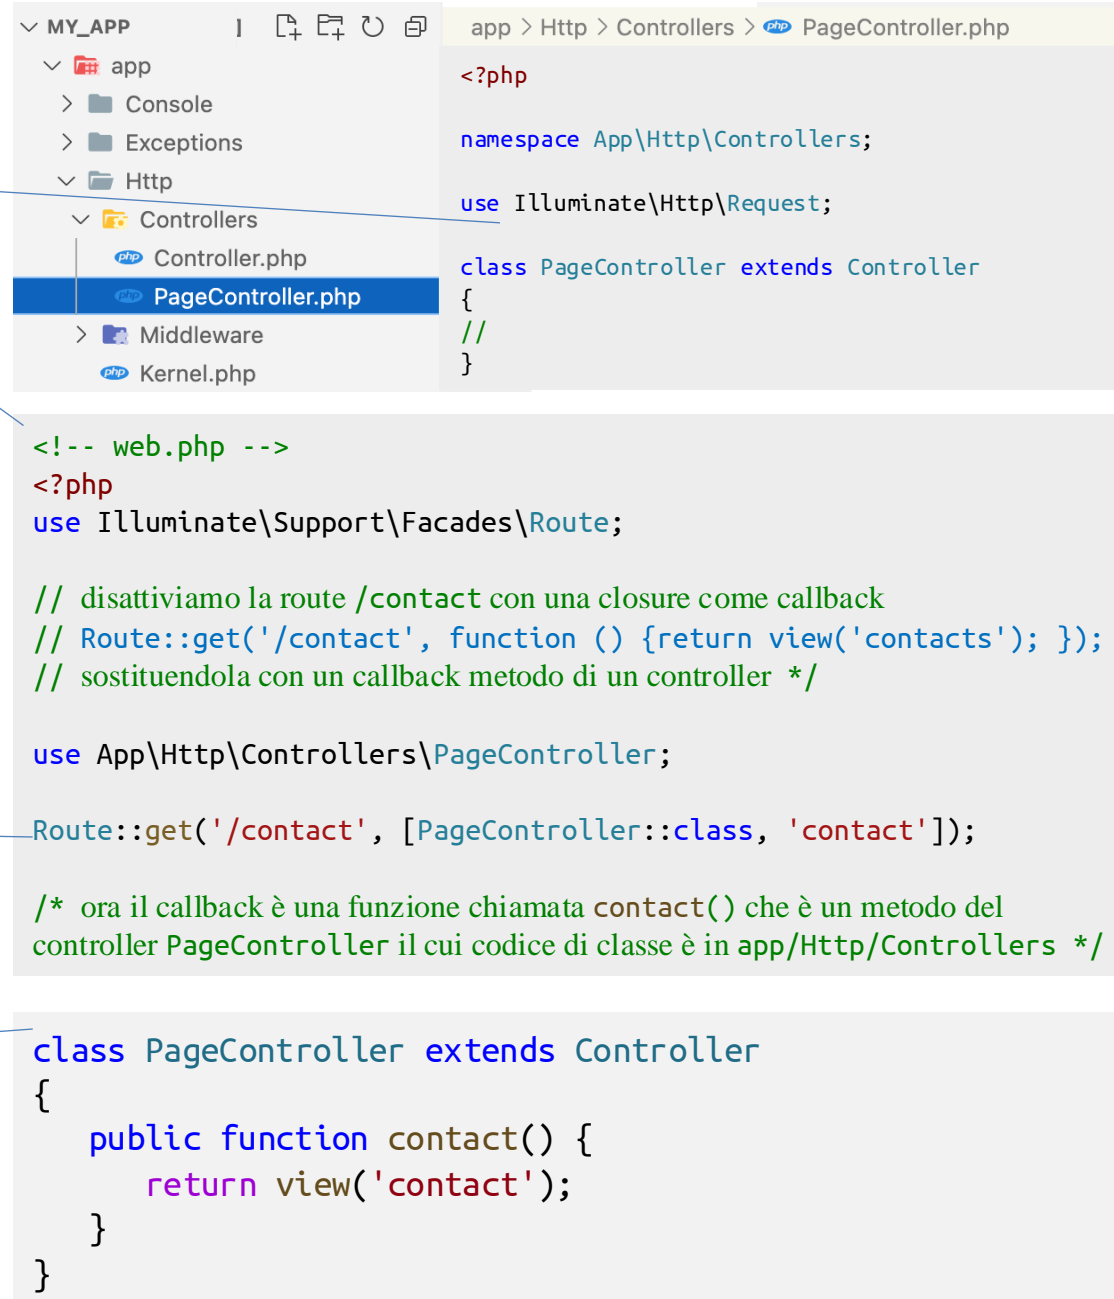 MY_APP
app
Console
Exceptions
Http
Controllers
Controller.php
PageController.php
Middleware
Kernel.php
app > Http > Controllers > php PageController.php
<?php
namespace App\Http\Controllers;
use Illuminate\Http\Request;
class PageController extends Controller
{
//
}
<!-- web.php -->
<?php
use Illuminate\Support\Facades\Route;
// disattiviamo la route /contact con una closure come callback
// Route::get('/contact', function () {return view('contacts'); });
// sostituendola con un callback metodo di un controller */
use App\Http\Controllers\PageController;
Route::get('/contact', [PageController::class, 'contact']);
/* ora il callback è una funzione chiamata contact() che è un metodo del
controller PageController il cui codice di classe è in app/Http/Controllers */
class PageController extends Controller
{
public function contact() {
return view('contact');
}
}